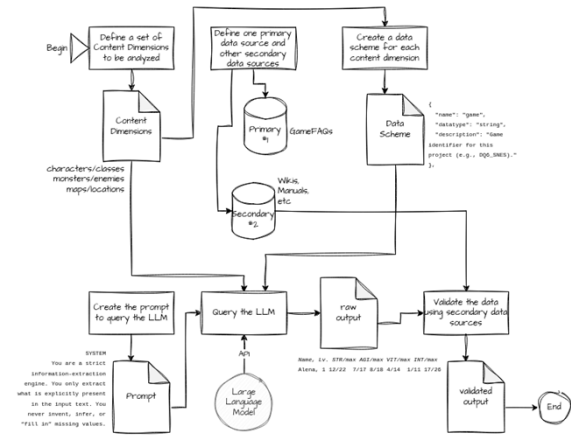 Begin
Define a set of
Content Dimensions
to be analyzed
Define one primary
data source and
other secondary
data sources
Create a data
scheme for each
content dimension
Content
Dimensions
Primary
#1
GameFAQs
Data
Scheme
{
"name": "game",
"datatype": "string",
"description": "Game
identifier for this
project (e.g., DQ6_SNES)."
},
characters/classes
monsters/enemies
maps/locations
Secondary
#2
Wikis,
Manuals,
etc
Create the prompt
to query the LLM
Query the LLM
raw
output
Validate the data
using secondary data
sources
Api
Name, Lv. STR/max AGI/max VIT/max INT/max
Alena, 1 12/22 7/17 8/18 4/14 1/11 17/26
SYSTEM
You are a strict
information-extraction
engine. You only extract
what is explicitly present
in the input text. You
never invent, infer, or
"fill in" missing values.
Prompt
Large
Language
Model
validated
output
End